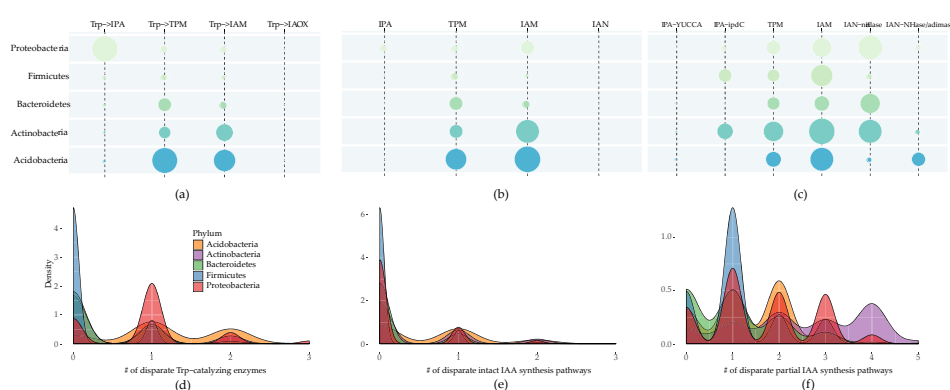 Trp->IPA Trp->TPM Trp->IAM Trp->IAOX
IPA TPM IAM IAN
IPA-YUCCA IPA-ipdC TPM IAM IAN-nitilase IAN-NHase/adimase
Proteobacteria
Firmicutes
Bacteroidetes
Actinobacteria
Acidobacteria
(a) (b) (c)
Density
0 1 2 3 4
0 1 2 3
Phylum
Acidobacteria
Actinobacteria
Bacteroidetes
Firmicutes
Proteobacteria
# of disparate Trp-catalyzing enzymes
(d)
0 2 4 6
0 1 2 3
# of disparate intact IAA synthesis pathways
(e)
0.0 0.5 1.0
0 1 2 3 4 5
# of disparate partial IAA synthesis pathways
(f)